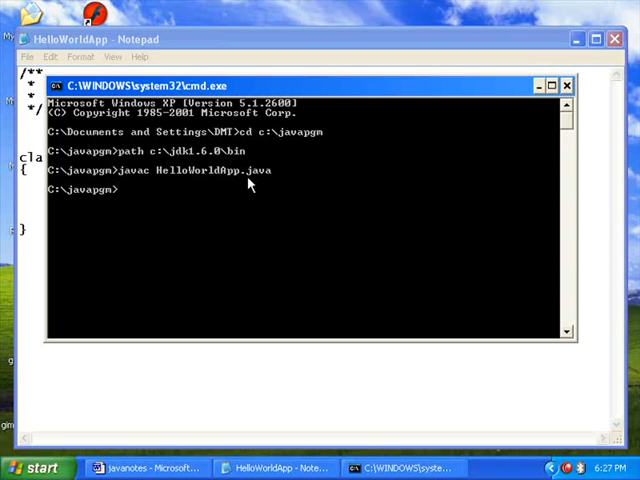 HelloWorldApp - Notepad
File Edit Format View Help
/**
*
*
*/
cla
{
}
C:\WINDOWS\system32\cmd.exe
Microsoft Windows XP [Version 5.1.2600]
(C) Copyright 1985-2001 Microsoft Corp.
C:\Documents and Settings\DMT>cd c:\javapgm
C:\javapgm>path c:\jdk1.6.0\bin
C:\javapgm>javac HelloWorldApp.java
C:\javapgm>
start
javanotes - Microsoft...
HelloWorldApp - Note...
C:\WINDOWS\syste...
6:27 PM